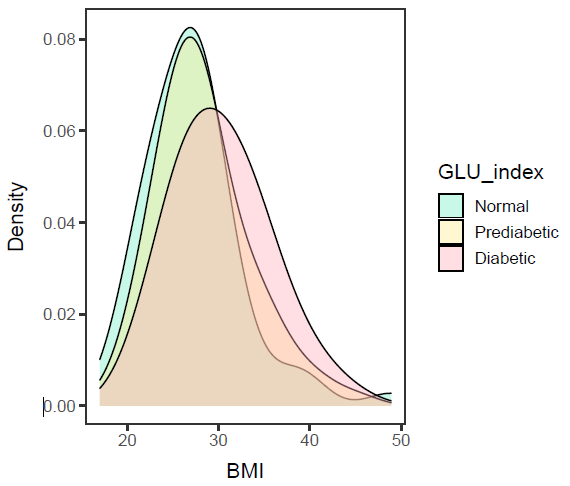 0.08
0.06
0.04
0.02
0.00
Density
20 30 40 50
BMI
GLU_index
Normal
Prediabetic
Diabetic